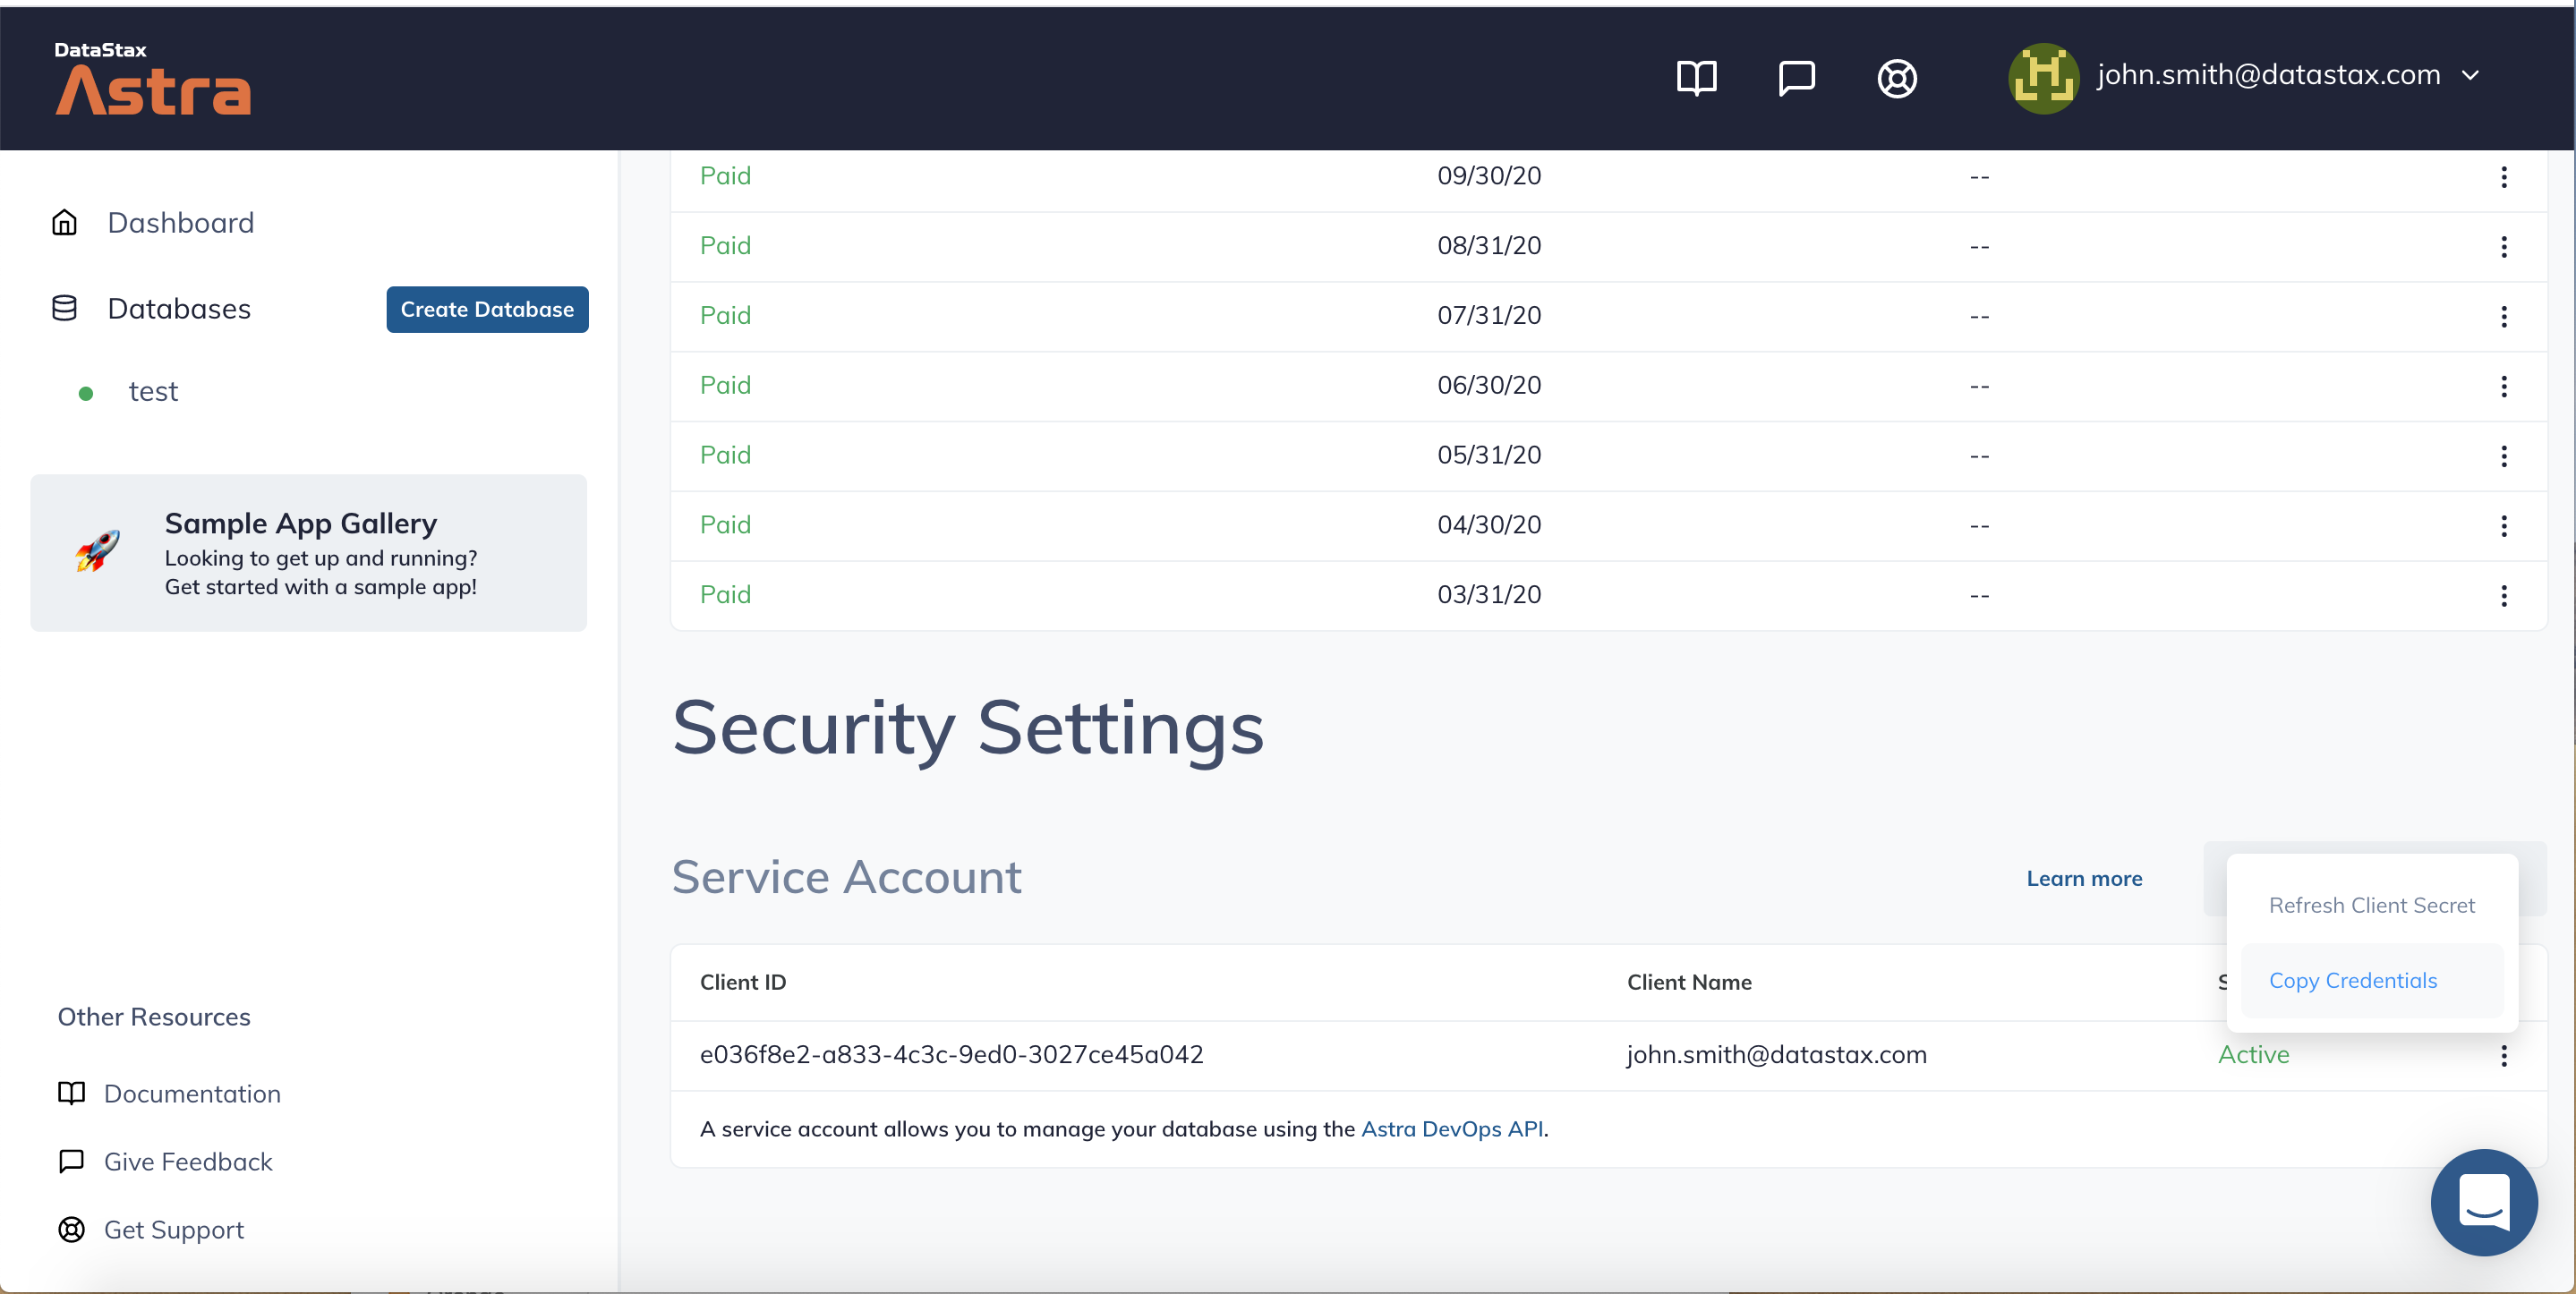 DataStax
Astra
john.smith@datastax.com
Dashboard
Databases
Create Database
test
Sample App Gallery
Looking to get up and running?
Get started with a sample app!
Other Resources
Documentation
Give Feedback
Get Support
Paid 09/30/20 --
Paid 08/31/20 --
Paid 07/31/20 --
Paid 06/30/20 --
Paid 05/31/20 --
Paid 04/30/20 --
Paid 03/31/20 --
Security Settings
Service Account
Learn more
Refresh Client Secret
Copy Credentials
Client ID Client Name
e036f8e2-a833-4c3c-9ed0-3027ce45a042 john.smith@datastax.com Active
A service account allows you to manage your database using the Astra DevOps API.